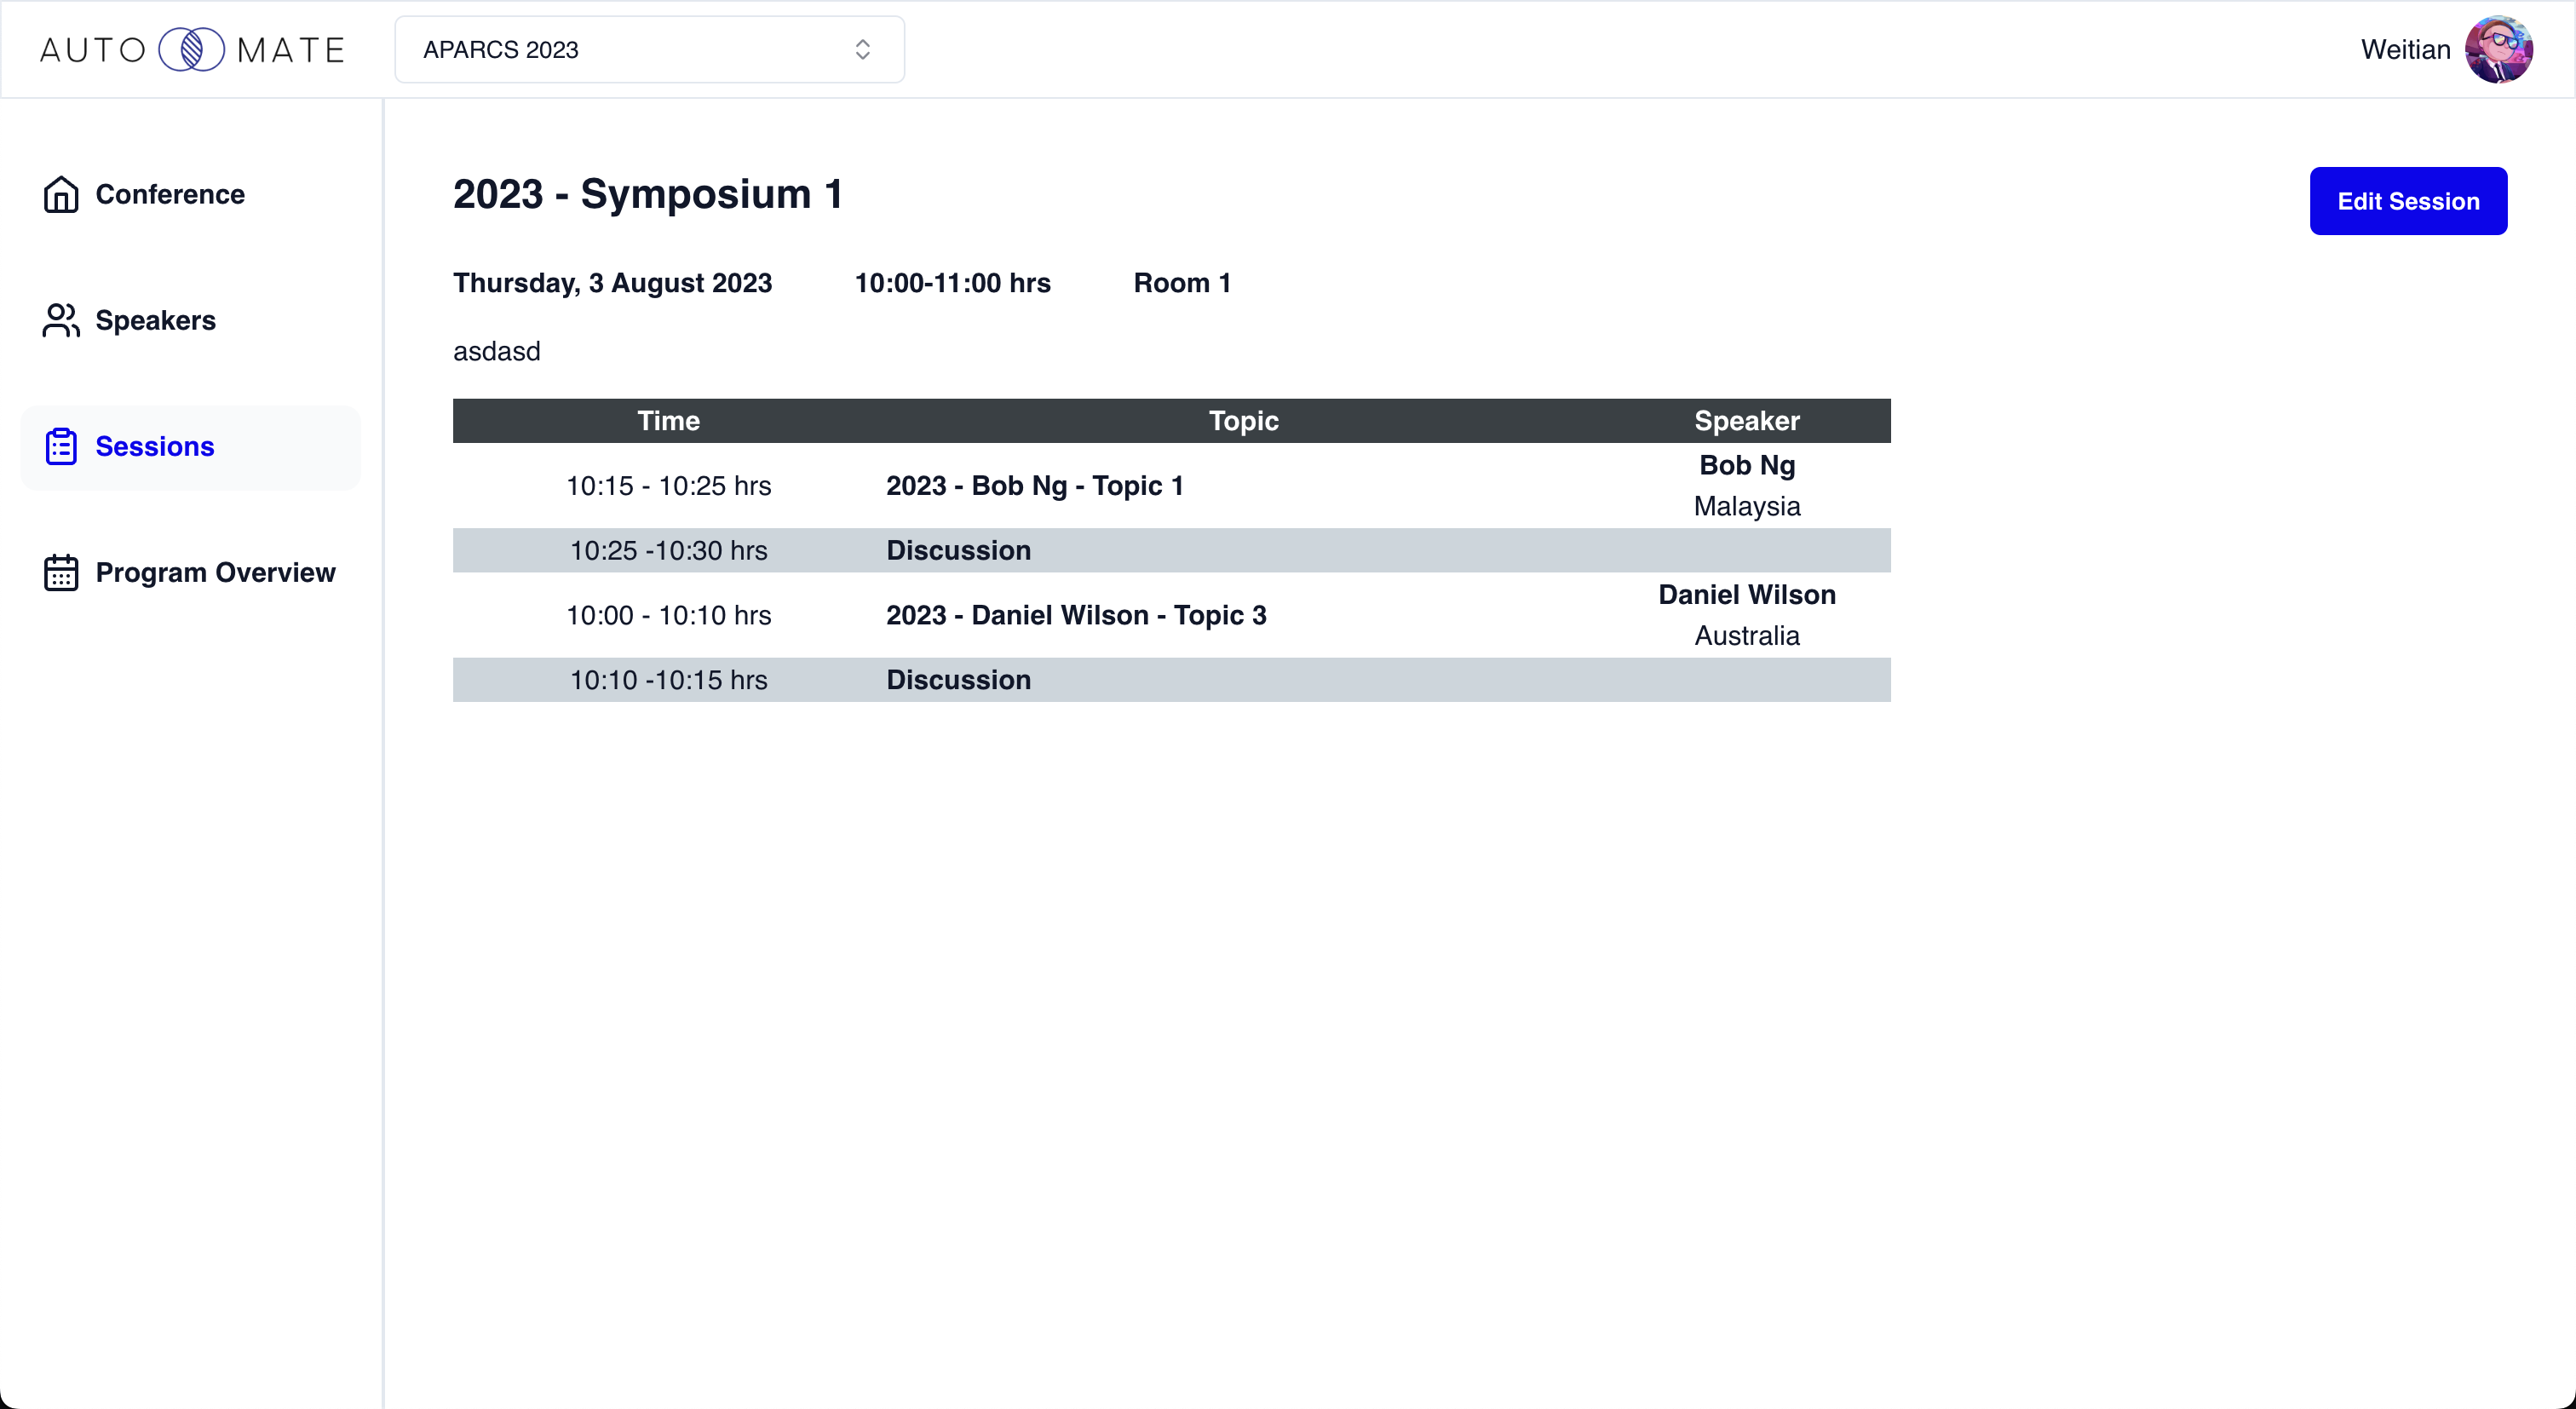 AUTO MATE
APARCS 2023
Weitian
Conference
Speakers
Sessions
Program Overview
2023 - Symposium 1
Edit Session
Thursday, 3 August 2023 10:00-11:00 hrs Room 1
asdasd
Time Topic Speaker
10:15 - 10:25 hrs 2023 - Bob Ng - Topic 1 Bob Ng
Malaysia
10:25 -10:30 hrs Discussion
10:00 - 10:10 hrs 2023 - Daniel Wilson - Topic 3 Daniel Wilson
Australia
10:10 -10:15 hrs Discussion